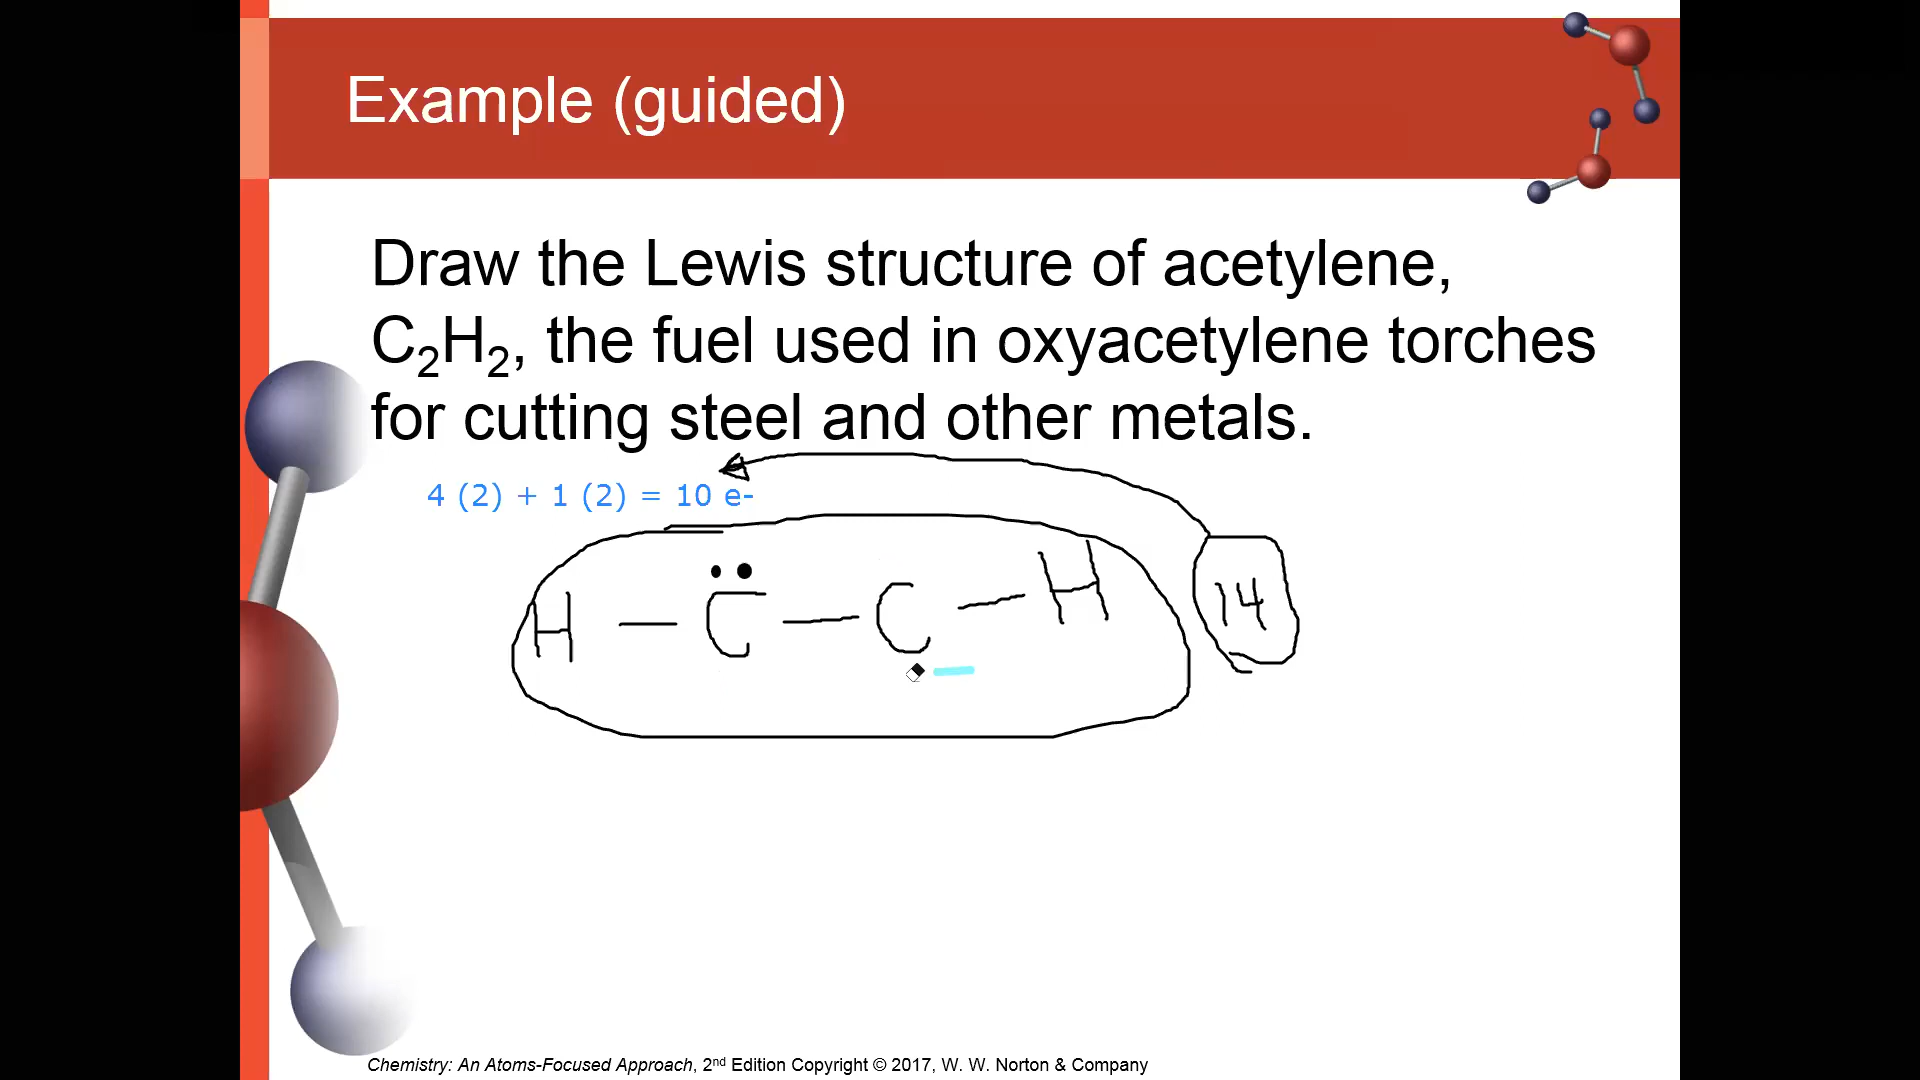 Example (guided)
Draw the Lewis structure of acetylene,
C₂H₂, the fuel used in oxyacetylene torches
for cutting steel and other metals.
4 (2) + 1 (2) = 10 e-
H — C — C — H
14
Chemistry: An Atoms-Focused Approach, 2nd Edition Copyright © 2017, W. W. Norton & Company